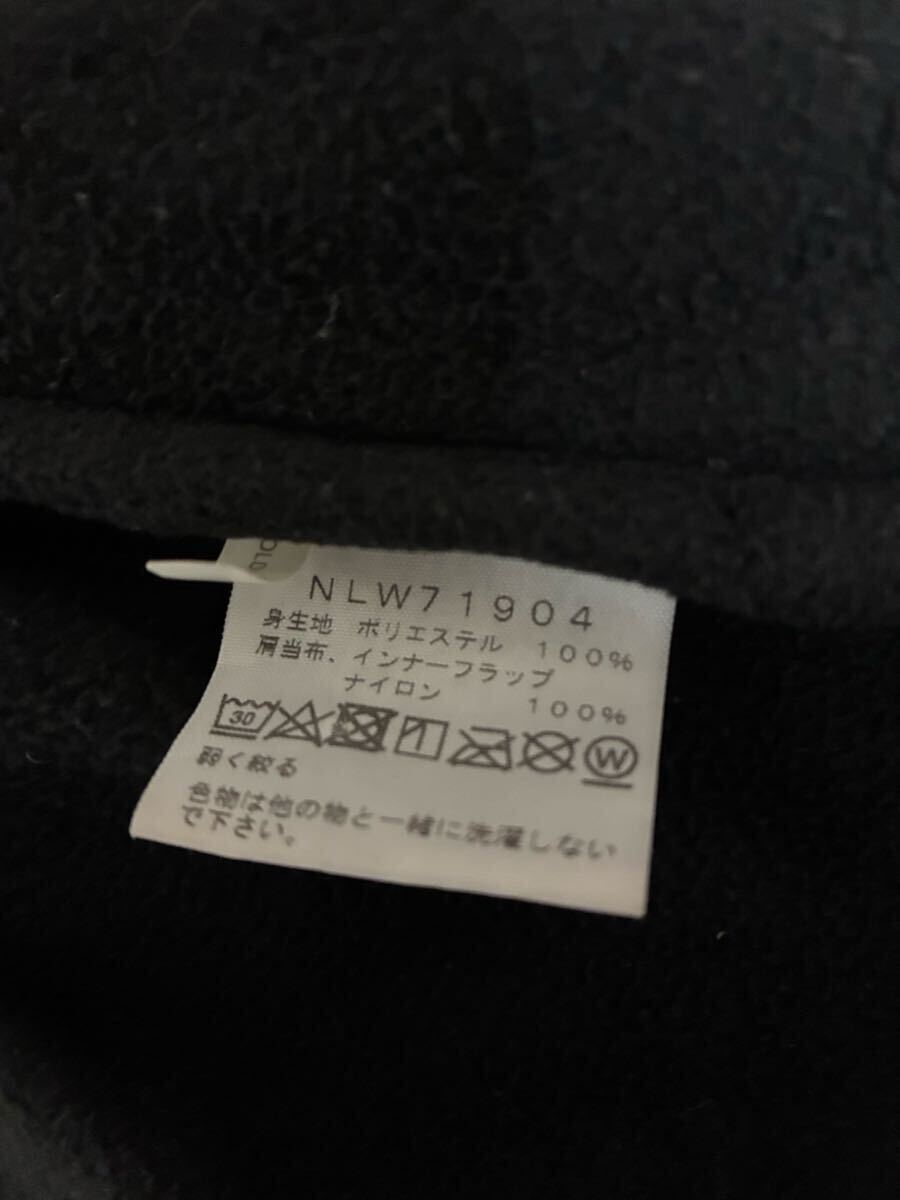 OLD
NLW71904
身生地 ポリエステル 100%
肩当布、インナーフラップ
ナイロン 100%
30
W
弱く絞る
色物は他の物と一緒に洗濯しない
で下さい。